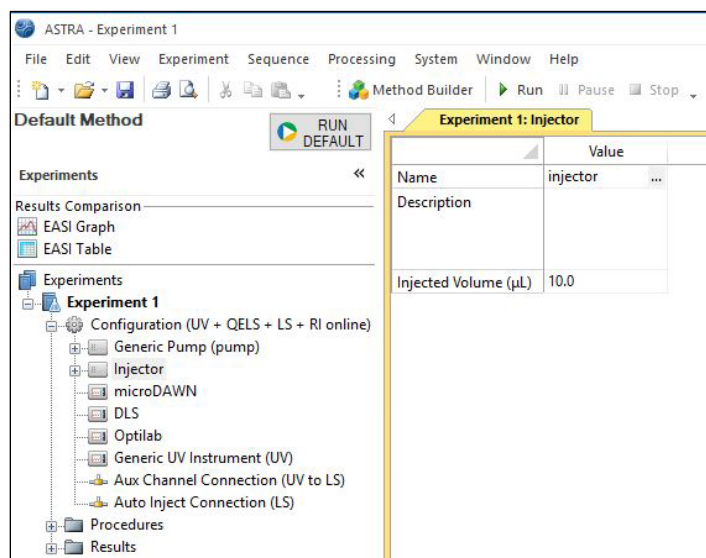 ASTRA - Experiment 1
File Edit View Experiment Sequence Processing System Window Help
Method Builder Run Pause Stop
Default Method
RUN
DEFAULT
Experiments
Results Comparison
EASI Graph
EASI Table
Experiments
Experiment 1
Configuration (UV + QELS + LS + RI online)
Generic Pump (pump)
Injector
microDAWN
DLS
Optilab
Generic UV Instrument (UV)
Aux Channel Connection (UV to LS)
Auto Inject Connection (LS)
Procedures
Results
Experiment 1: Injector
Value
Name injector ...
Description
Injected Volume (µL) 10.0